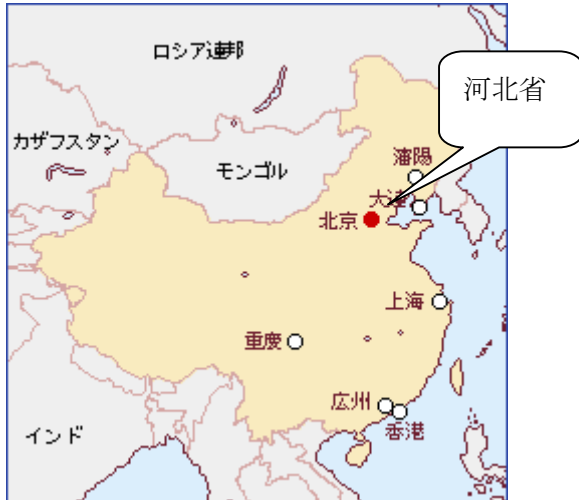 ロシア連邦
河北省
カザフスタン
モンゴル
瀋陽
大連
北京
上海
重慶
広州
香港
インド